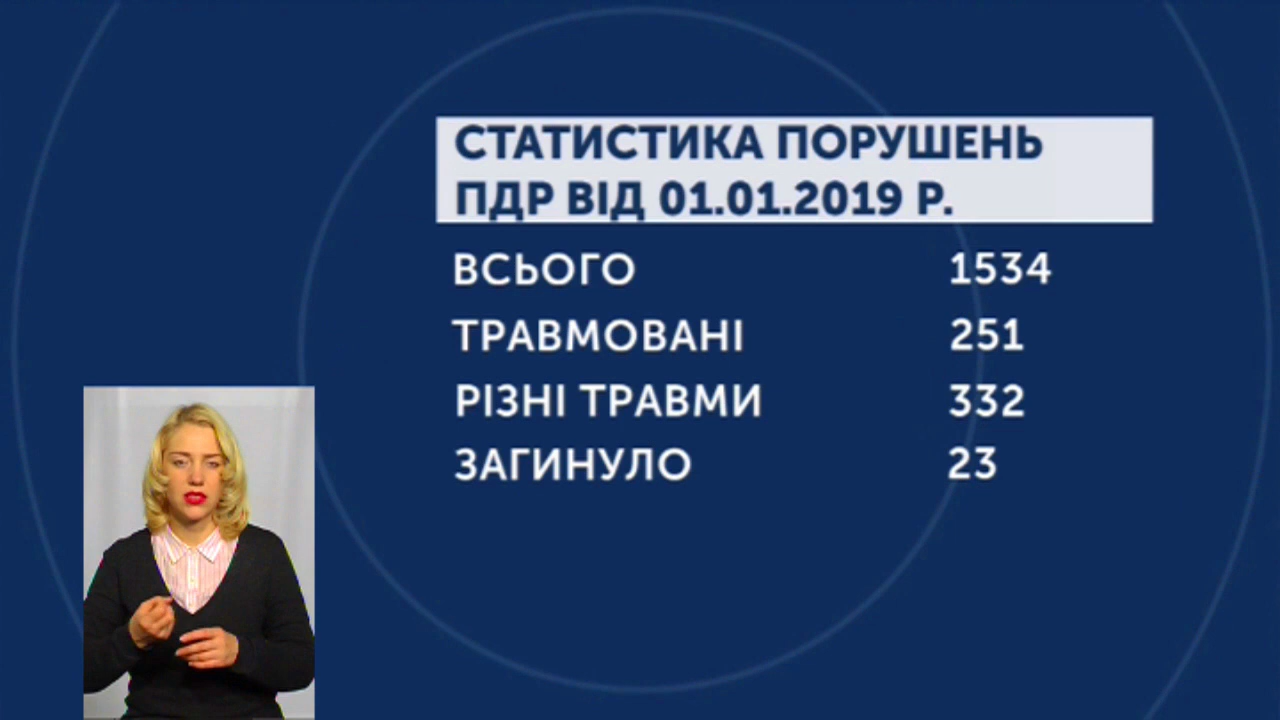 СТАТИСТИКА ПОРУШЕНЬ
ПДР ВІД 01.01.2019 Р.
ВСЬОГО 1534
ТРАВМОВАНІ 251
РІЗНІ ТРАВМИ 332
ЗАГИНУЛО 23